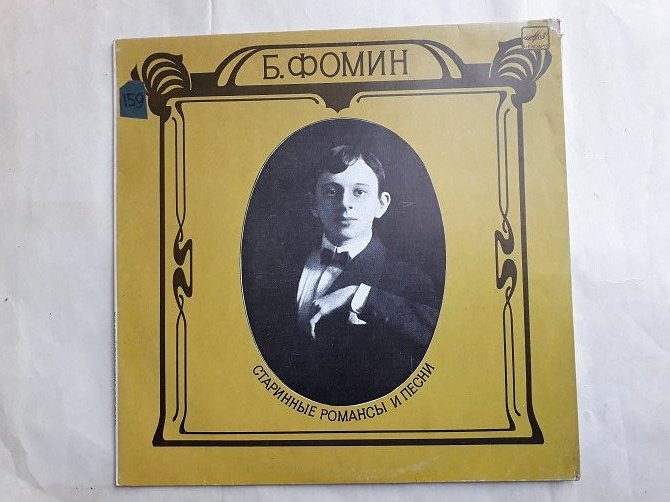 Б. ФОМИН
159
СТАРИННЫЕ РОМАНСЫ И ПЕСНИ